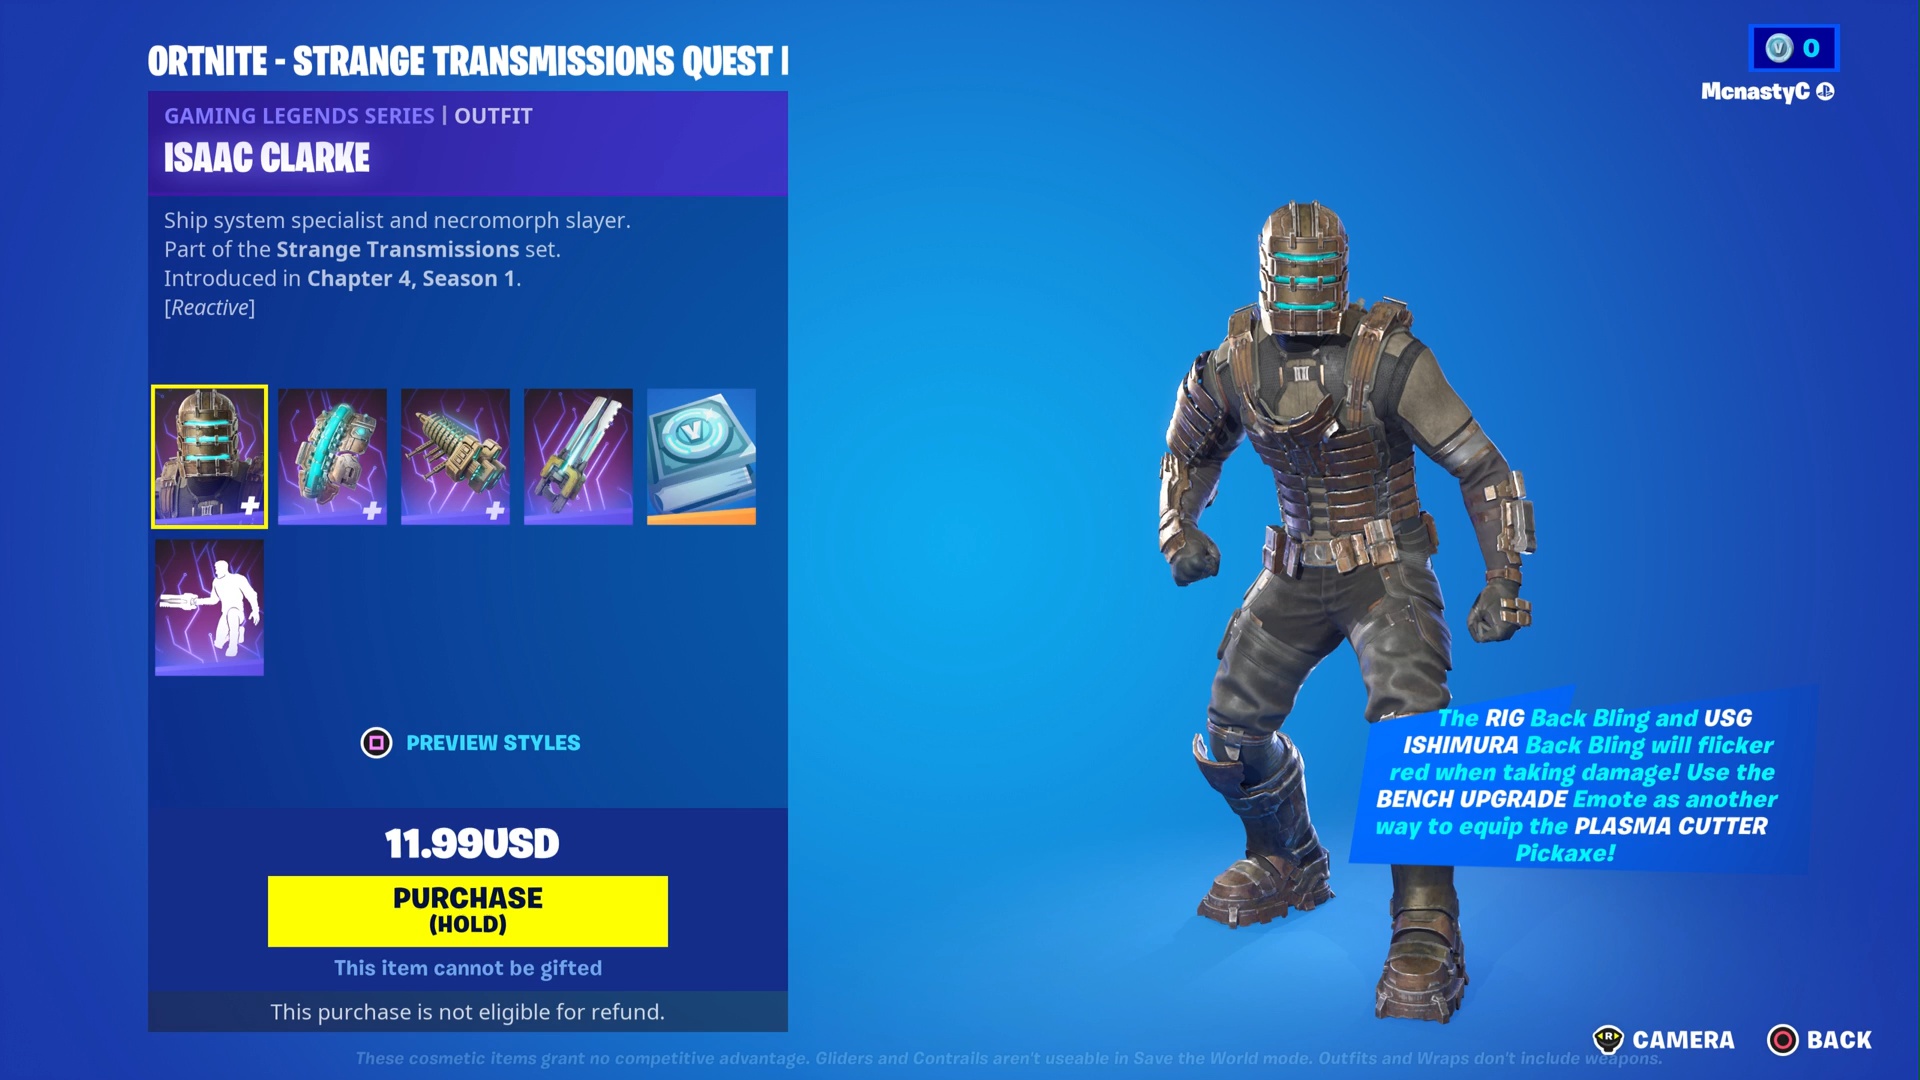 ORTNITE - STRANGE TRANSMISSIONS QUEST
0
McnastyC
GAMING LEGENDS SERIES | OUTFIT
ISAAC CLARKE
Ship system specialist and necromorph slayer.
Part of the Strange Transmissions set.
Introduced in Chapter 4, Season 1.
[Reactive]
PREVIEW STYLES
The RIG Back Bling and USG
ISHIMURA Back Bling will flicker
red when taking damage! Use the
BENCH UPGRADE Emote as another
way to equip the PLASMA CUTTER
Pickaxe!
11.99USD
PURCHASE
(HOLD)
This item cannot be gifted
This purchase is not eligible for refund.
CAMERA
BACK
These cosmetic items grant no competitive advantage. Gliders and Contrails aren't useable in Save the World mode. Outfits and Wraps don't include weapons.